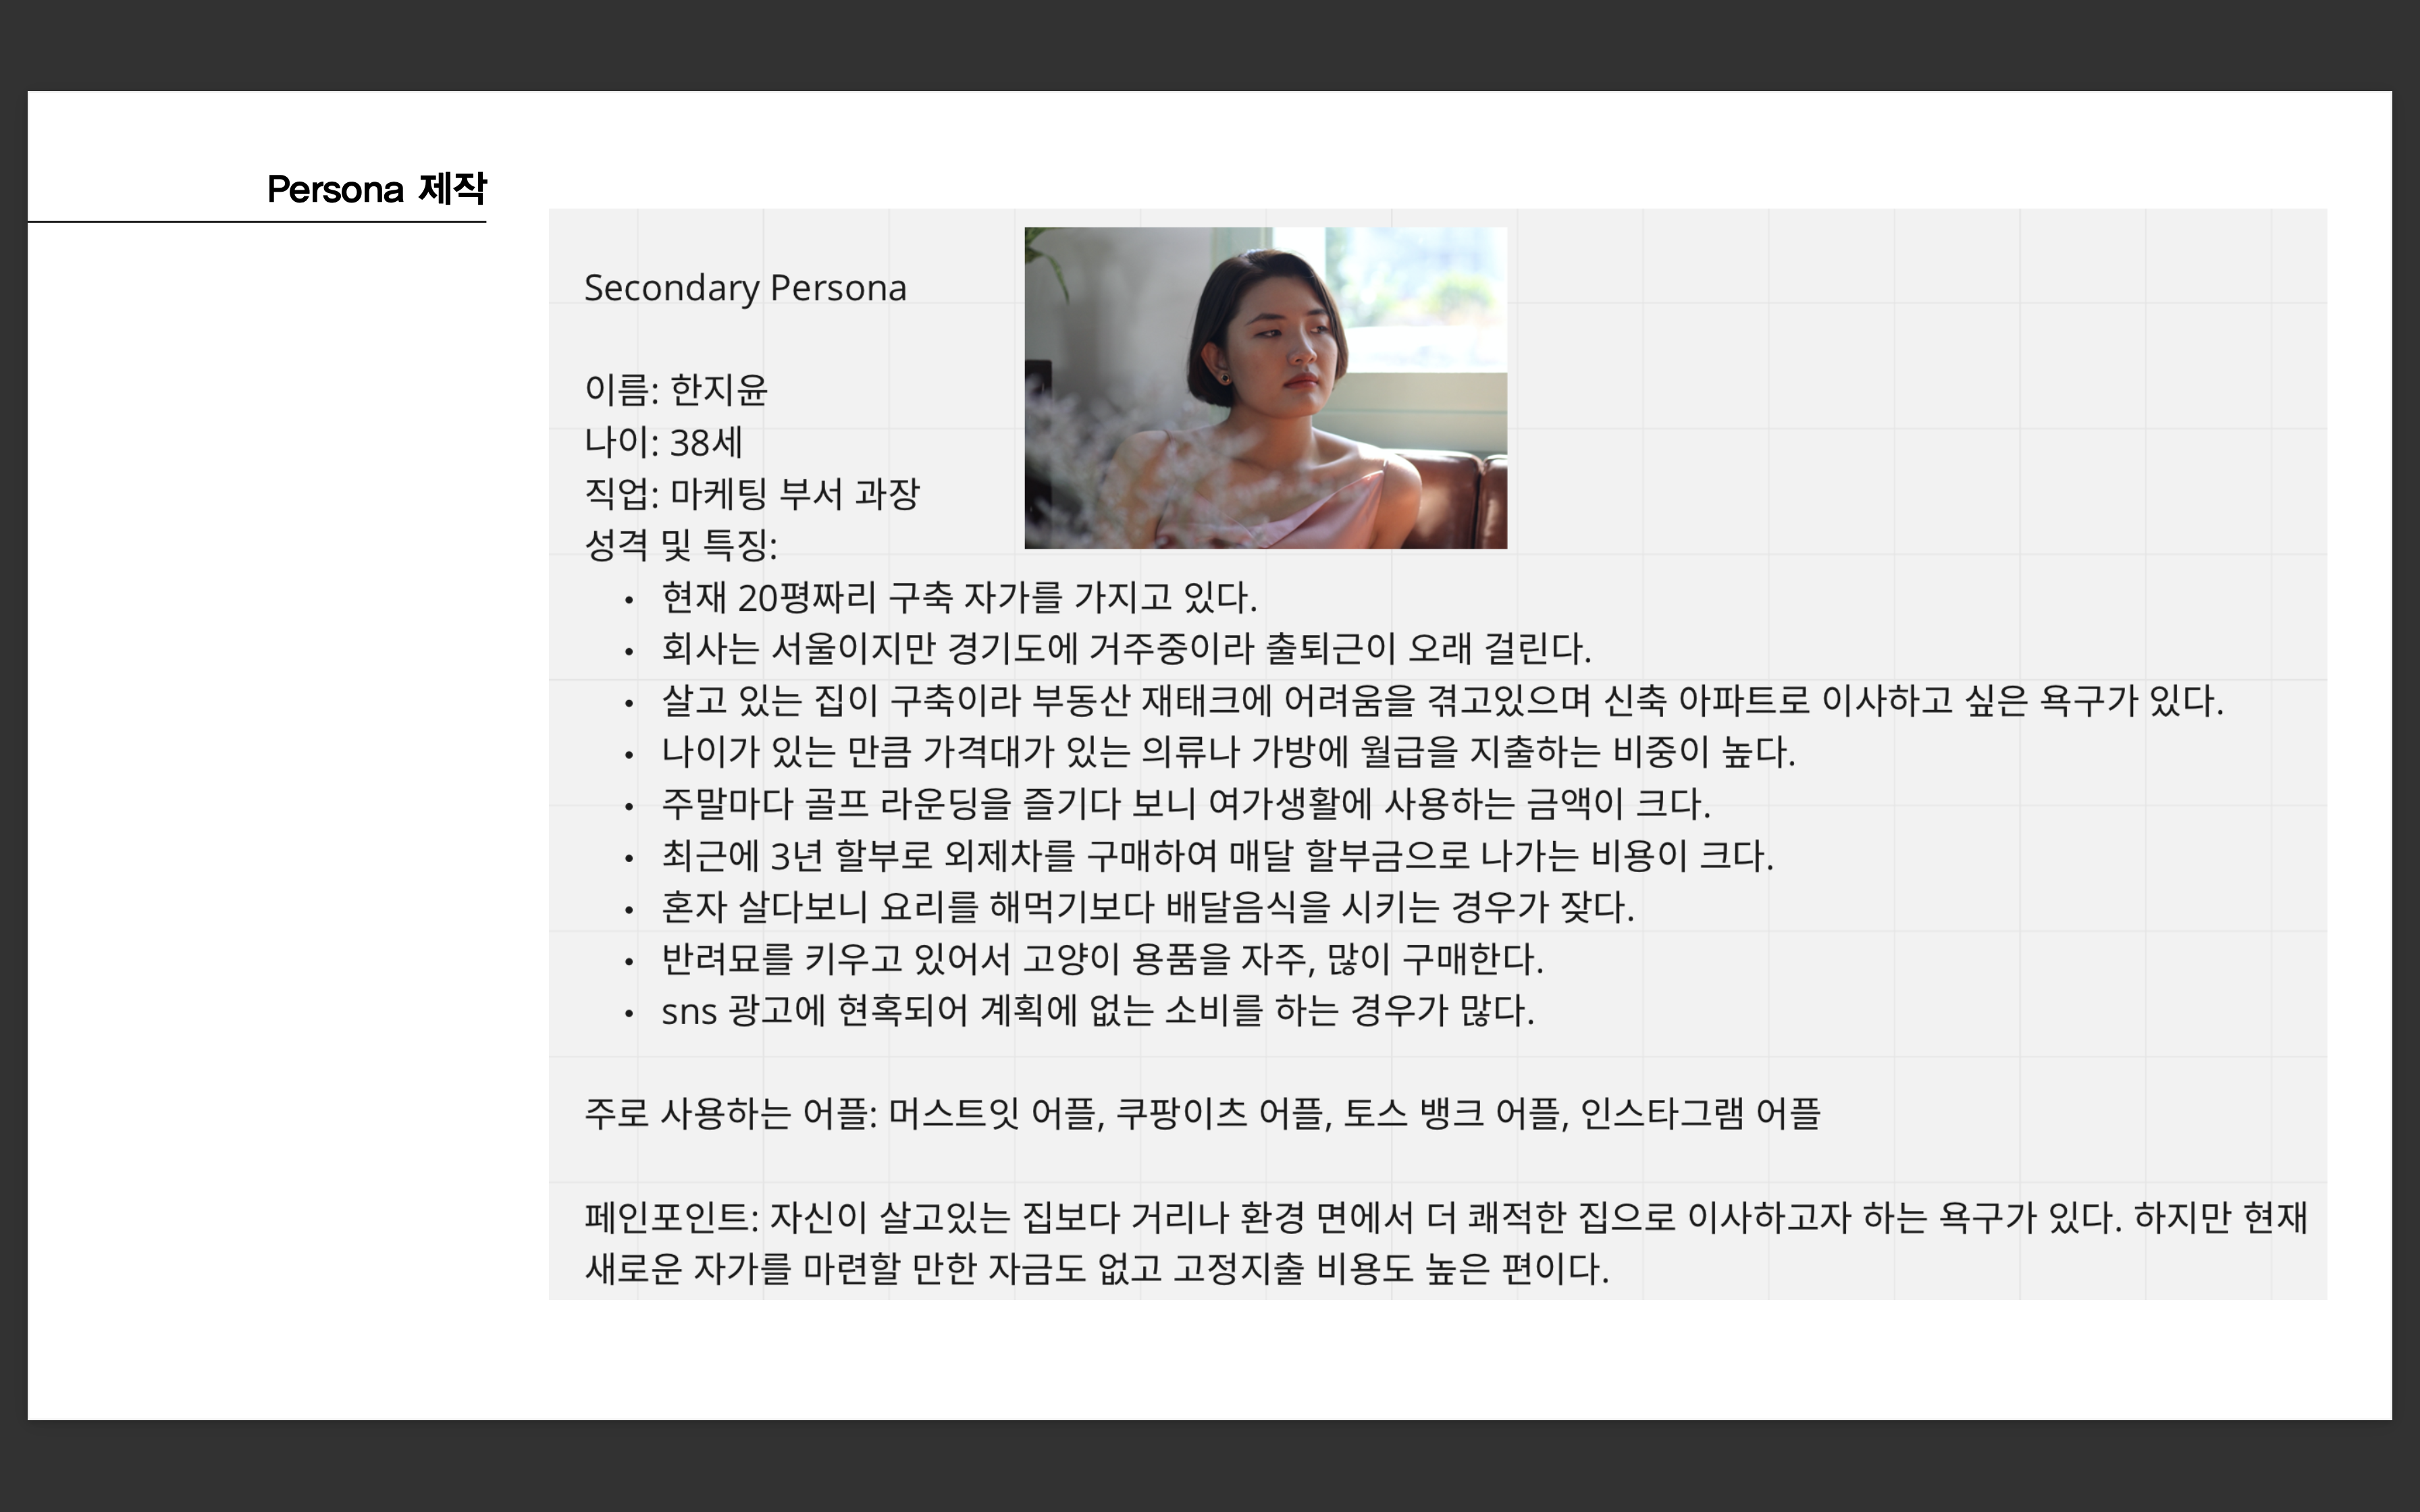 Persona 제작
Secondary Persona
이름: 한지윤
나이: 38세
직업: 마케팅 부서 과장
성격 및 특징:
• 현재 20평짜리 구축 자가를 가지고 있다.
• 회사는 서울이지만 경기도에 거주중이라 출퇴근이 오래 걸린다.
• 살고 있는 집이 구축이라 부동산 재태크에 어려움을 겪고있으며 신축 아파트로 이사하고 싶은 욕구가 있다.
• 나이가 있는 만큼 가격대가 있는 의류나 가방에 월급을 지출하는 비중이 높다.
• 주말마다 골프 라운딩을 즐기다 보니 여가생활에 사용하는 금액이 크다.
• 최근에 3년 할부로 외제차를 구매하여 매달 할부금으로 나가는 비용이 크다.
• 혼자 살다보니 요리를 해먹기보다 배달음식을 시키는 경우가 잦다.
• 반려묘를 키우고 있어서 고양이 용품을 자주, 많이 구매한다.
• sns 광고에 현혹되어 계획에 없는 소비를 하는 경우가 많다.
주로 사용하는 어플: 머스트잇 어플, 쿠팡이츠 어플, 토스 뱅크 어플, 인스타그램 어플
페인포인트: 자신이 살고있는 집보다 거리나 환경 면에서 더 쾌적한 집으로 이사하고자 하는 욕구가 있다. 하지만 현재
새로운 자가를 마련할 만한 자금도 없고 고정지출 비용도 높은 편이다.